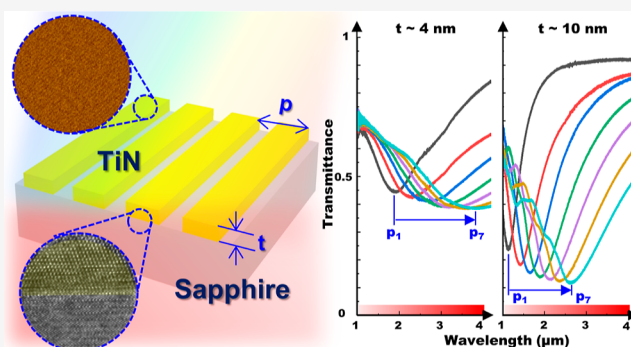 TiN
p
t
Sapphire
t ~ 4 nm
t ~ 10 nm
Transmittance
1
0.5
0
p1
p7
p1
p7
1
2
3
4
1
2
3
4
Wavelength (μm)